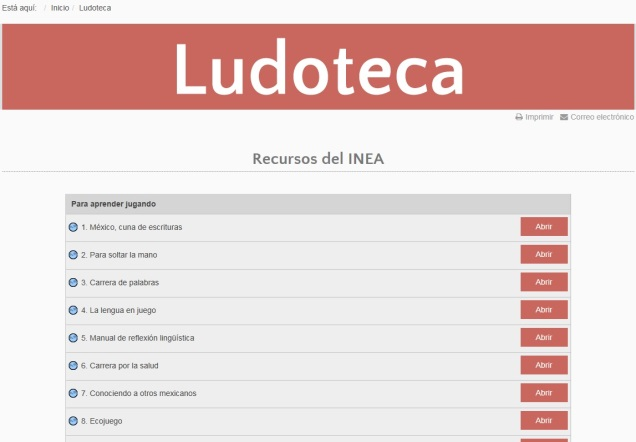 Está aquí: / Inicio / Ludoteca
Ludoteca
Imprimir Correo electrónico
Recursos del INEA
Para aprender jugando
1. México, cuna de escrituras Abrir
2. Para soltar la mano Abrir
3. Carrera de palabras Abrir
4. La lengua en juego Abrir
5. Manual de reflexión lingüística Abrir
6. Carrera por la salud Abrir
7. Conociendo a otros mexicanos Abrir
8. Ecojuego Abrir